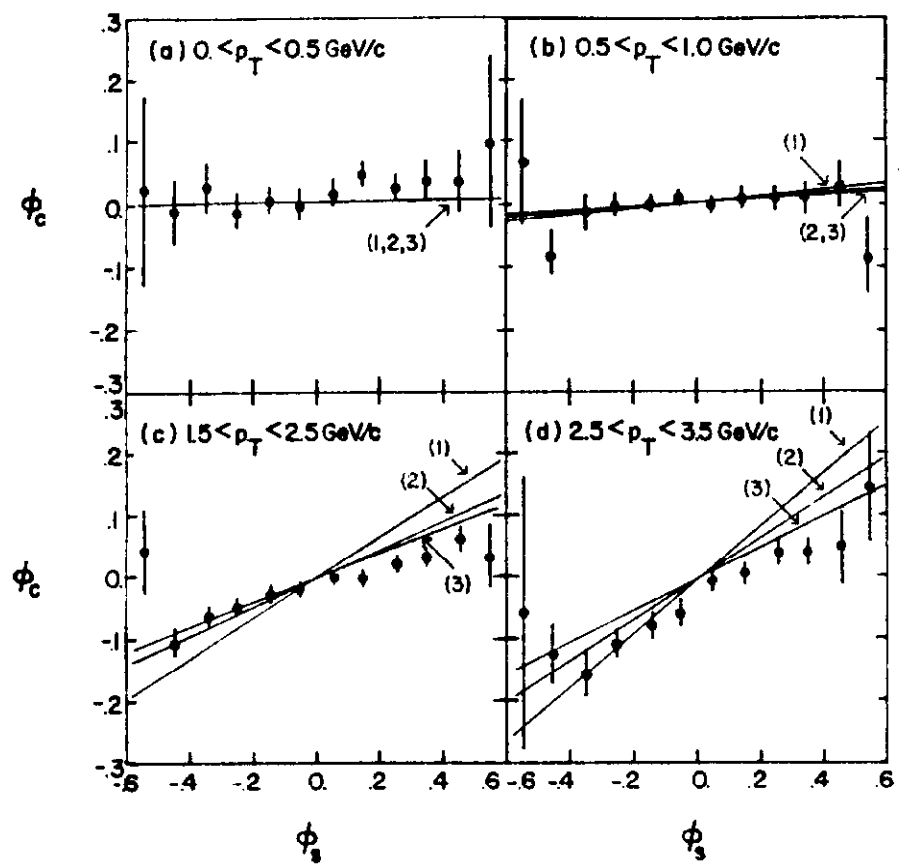 .3
(a) 0. < p_T < 0.5 GeV/c
(b) 0.5 < p_T < 1.0 GeV/c
.2
.1
(1)
ϕ_c
0.0
(1,2,3)
(2,3)
-.1
-.2
-.3
.3
(c) 1.5 < p_T < 2.5 GeV/c
(d) 2.5 < p_T < 3.5 GeV/c
(1)
(1)
.2
(2)
(2)
(3)
.1
ϕ_c
0.0
(3)
-.1
-.2
-.3
-.6 -.4 -.2 0. .2 .4 -.6 -.4 -.2 0. .2 .4 .6
ϕ_s ϕ_s